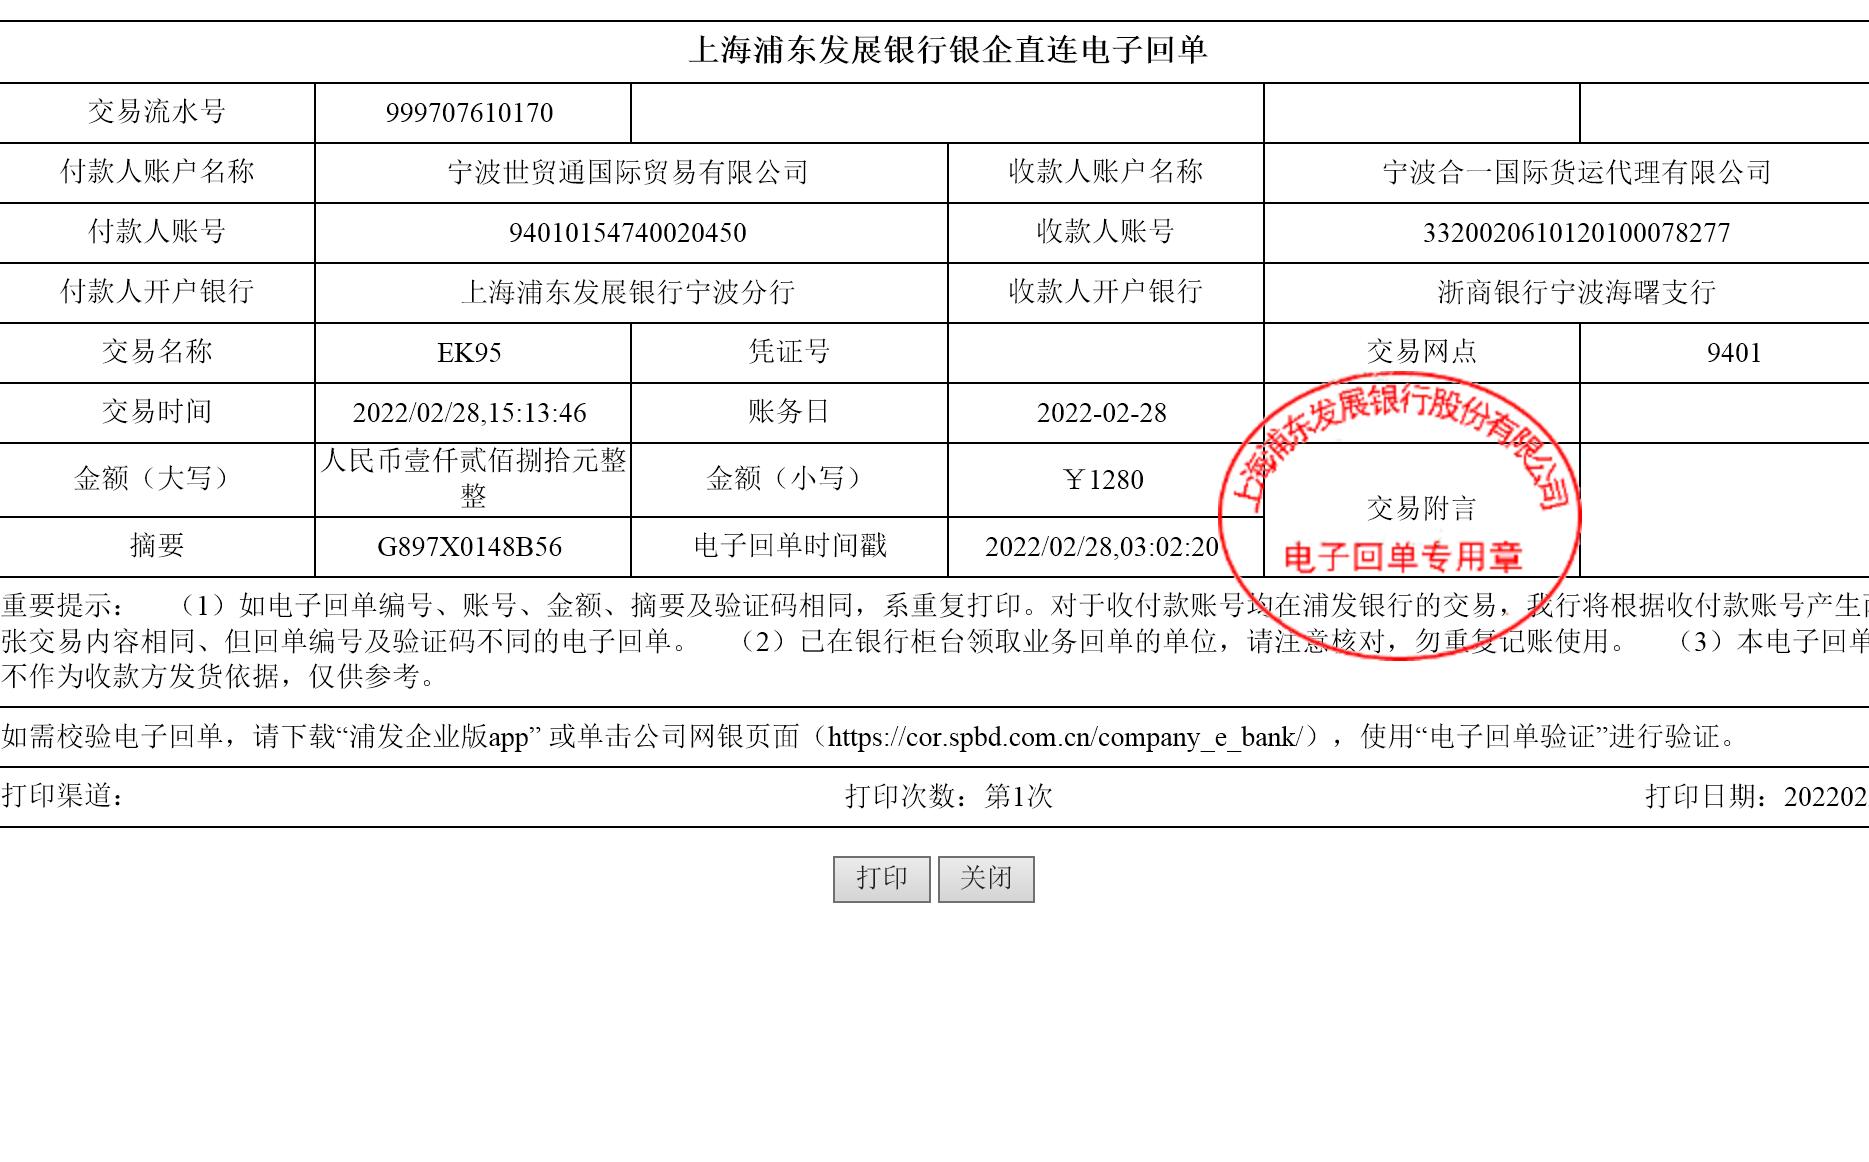 上海浦东发展银行银企直连电子回单
交易流水号 999707610170
付款人账户名称 宁波世贸通国际贸易有限公司 收款人账户名称 宁波合一国际货运代理有限公司
付款人账号 94010154740020450 收款人账号 3320020610120100078277
付款人开户银行 上海浦东发展银行宁波分行 收款人开户银行 浙商银行宁波海曙支行
交易名称 EK95 凭证号 交易网点 9401
交易时间 2022/02/28,15:13:46 账务日 2022-02-28
金额（大写） 人民币壹仟贰佰捌拾元整
整 金额（小写） ￥1280
交易附言
摘要 G897X0148B56 电子回单时间戳 2022/02/28,03:02:20
上海浦东发展银行股份有限公司
电子回单专用章
重要提示： （1）如电子回单编号、账号、金额、摘要及验证码相同，系重复打印。对于收付款账号均在浦发银行的交易，我行将根据收付款账号产生
张交易内容相同、但回单编号及验证码不同的电子回单。 （2）已在银行柜台领取业务回单的单位，请注意核对，勿重复记账使用。 （3）本电子回单
不作为收款方发货依据，仅供参考。
如需校验电子回单，请下载“浦发企业版app” 或单击公司网银页面（https://cor.spbd.com.cn/company_e_bank/），使用“电子回单验证”进行验证。
打印渠道： 打印次数：第1次 打印日期：202202
打印 关闭